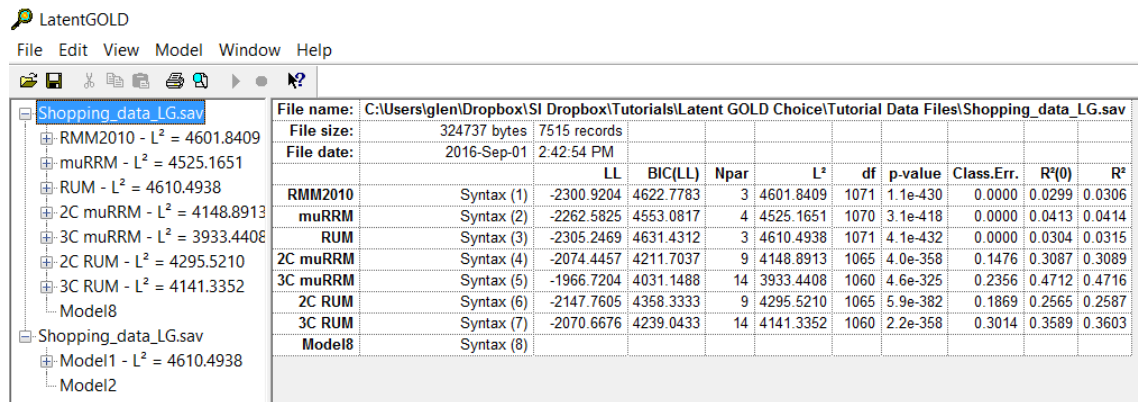 LatentGOLD
File Edit View Model Window Help
Shopping_data_LG.sav
RMM2010 - L² = 4601.8409
muRRM - L² = 4525.1651
RUM - L² = 4610.4938
2C muRRM - L² = 4148.8913
3C muRRM - L² = 3933.4408
2C RUM - L² = 4295.5210
3C RUM - L² = 4141.3352
Model8
Shopping_data_LG.sav
Model1 - L² = 4610.4938
Model2
File name: C:\Users\glen\Dropbox\SI Dropbox\Tutorials\Latent GOLD Choice\Tutorial Data Files\Shopping_data_LG.sav
File size: 324737 bytes 7515 records
File date: 2016-Sep-01 2:42:54 PM
LL BIC(LL) Npar L² df p-value Class.Err. R²(0) R²
RMM2010 Syntax (1) -2300.9204 4622.7783 3 4601.8409 1071 1.1e-430 0.0000 0.0299 0.0306
muRRM Syntax (2) -2262.5825 4553.0817 4 4525.1651 1070 3.1e-418 0.0000 0.0413 0.0414
RUM Syntax (3) -2305.2469 4631.4312 3 4610.4938 1071 4.1e-432 0.0000 0.0304 0.0315
2C muRRM Syntax (4) -2074.4457 4211.7037 9 4148.8913 1065 4.0e-358 0.1476 0.3087 0.3089
3C muRRM Syntax (5) -1966.7204 4031.1488 14 3933.4408 1060 4.6e-325 0.2356 0.4712 0.4716
2C RUM Syntax (6) -2147.7605 4358.3333 9 4295.5210 1065 5.9e-382 0.1869 0.2565 0.2587
3C RUM Syntax (7) -2070.6676 4239.0433 14 4141.3352 1060 2.2e-358 0.3014 0.3589 0.3603
Model8 Syntax (8)